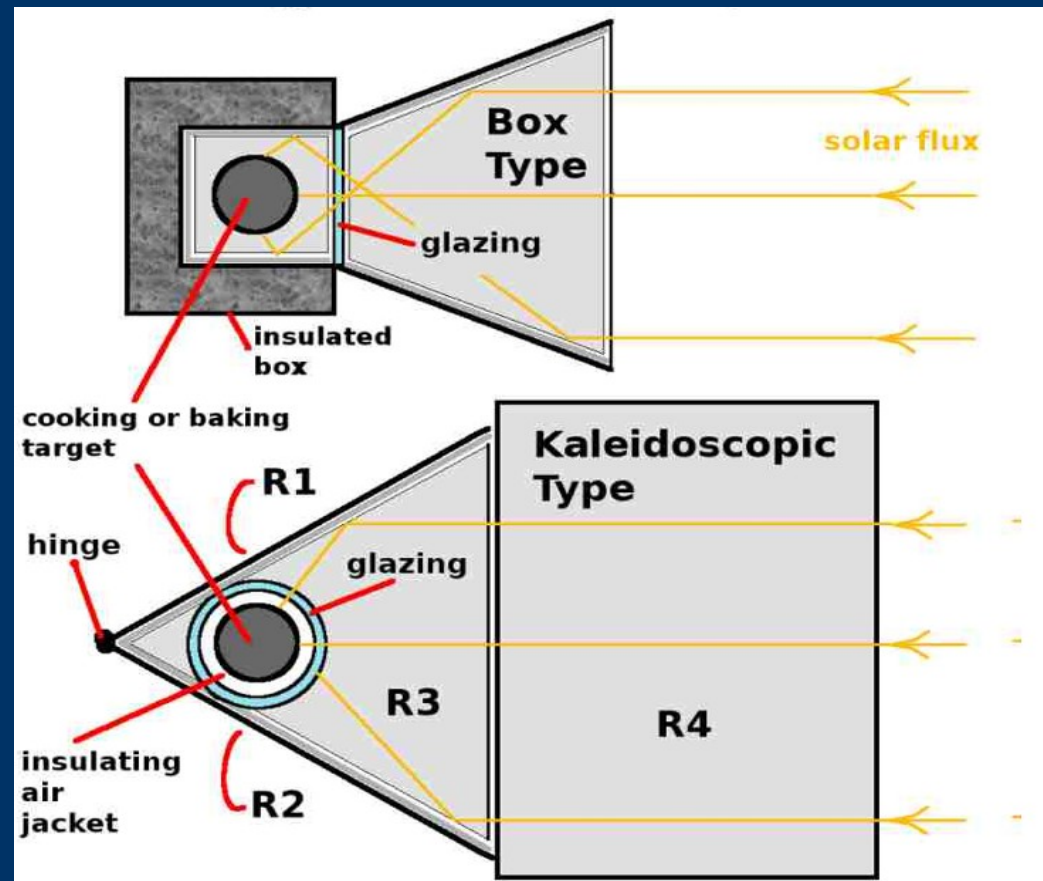 Box
Type
solar flux
glazing
insulated
box
cooking or baking
target
R1
Kaleidoscopic
Type
hinge
glazing
R3
R4
insulating
air
jacket
R2